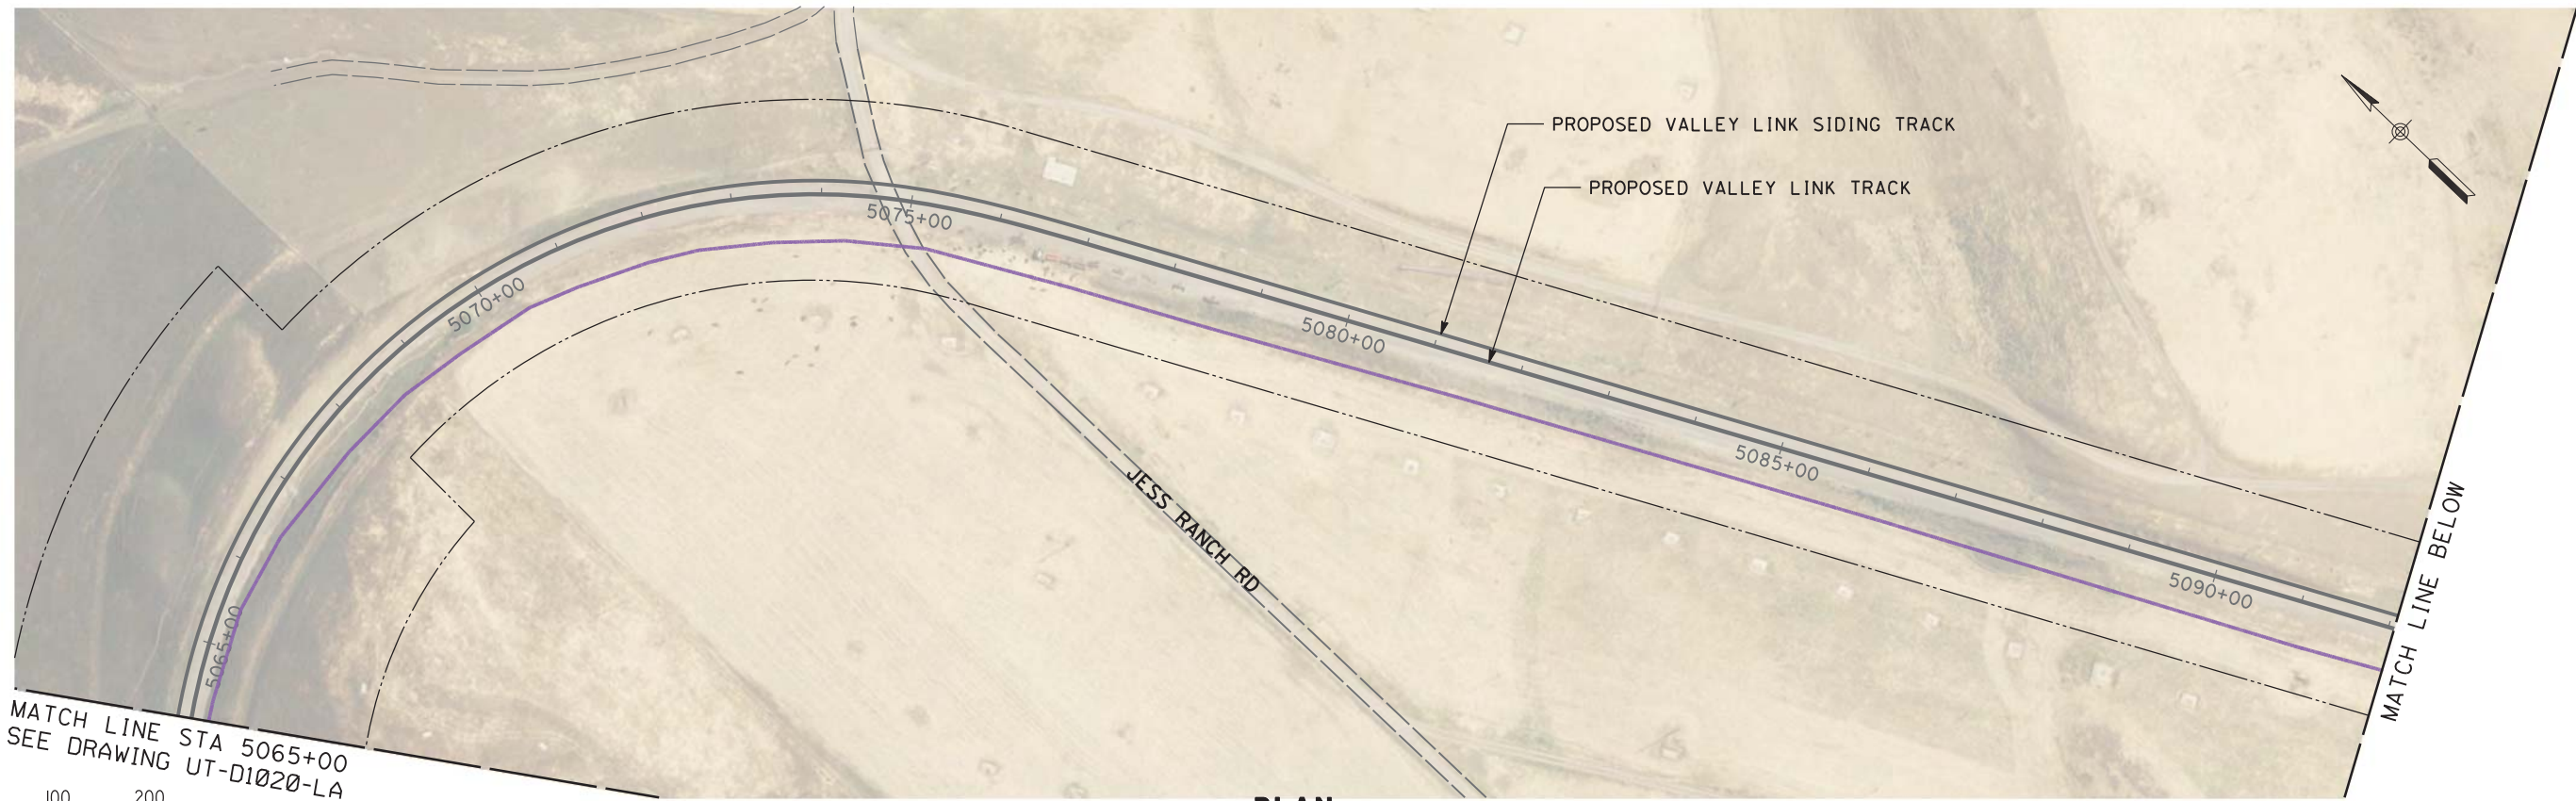 PROPOSED VALLEY LINK SIDING TRACK
PROPOSED VALLEY LINK TRACK
5075+00
5070+00
5080+00
5085+00
5090+00
5065+00
JESS RANCH RD
MATCH LINE BELOW
MATCH LINE STA 5065+00
SEE DRAWING UT-D1020-LA
100 200
PLAN